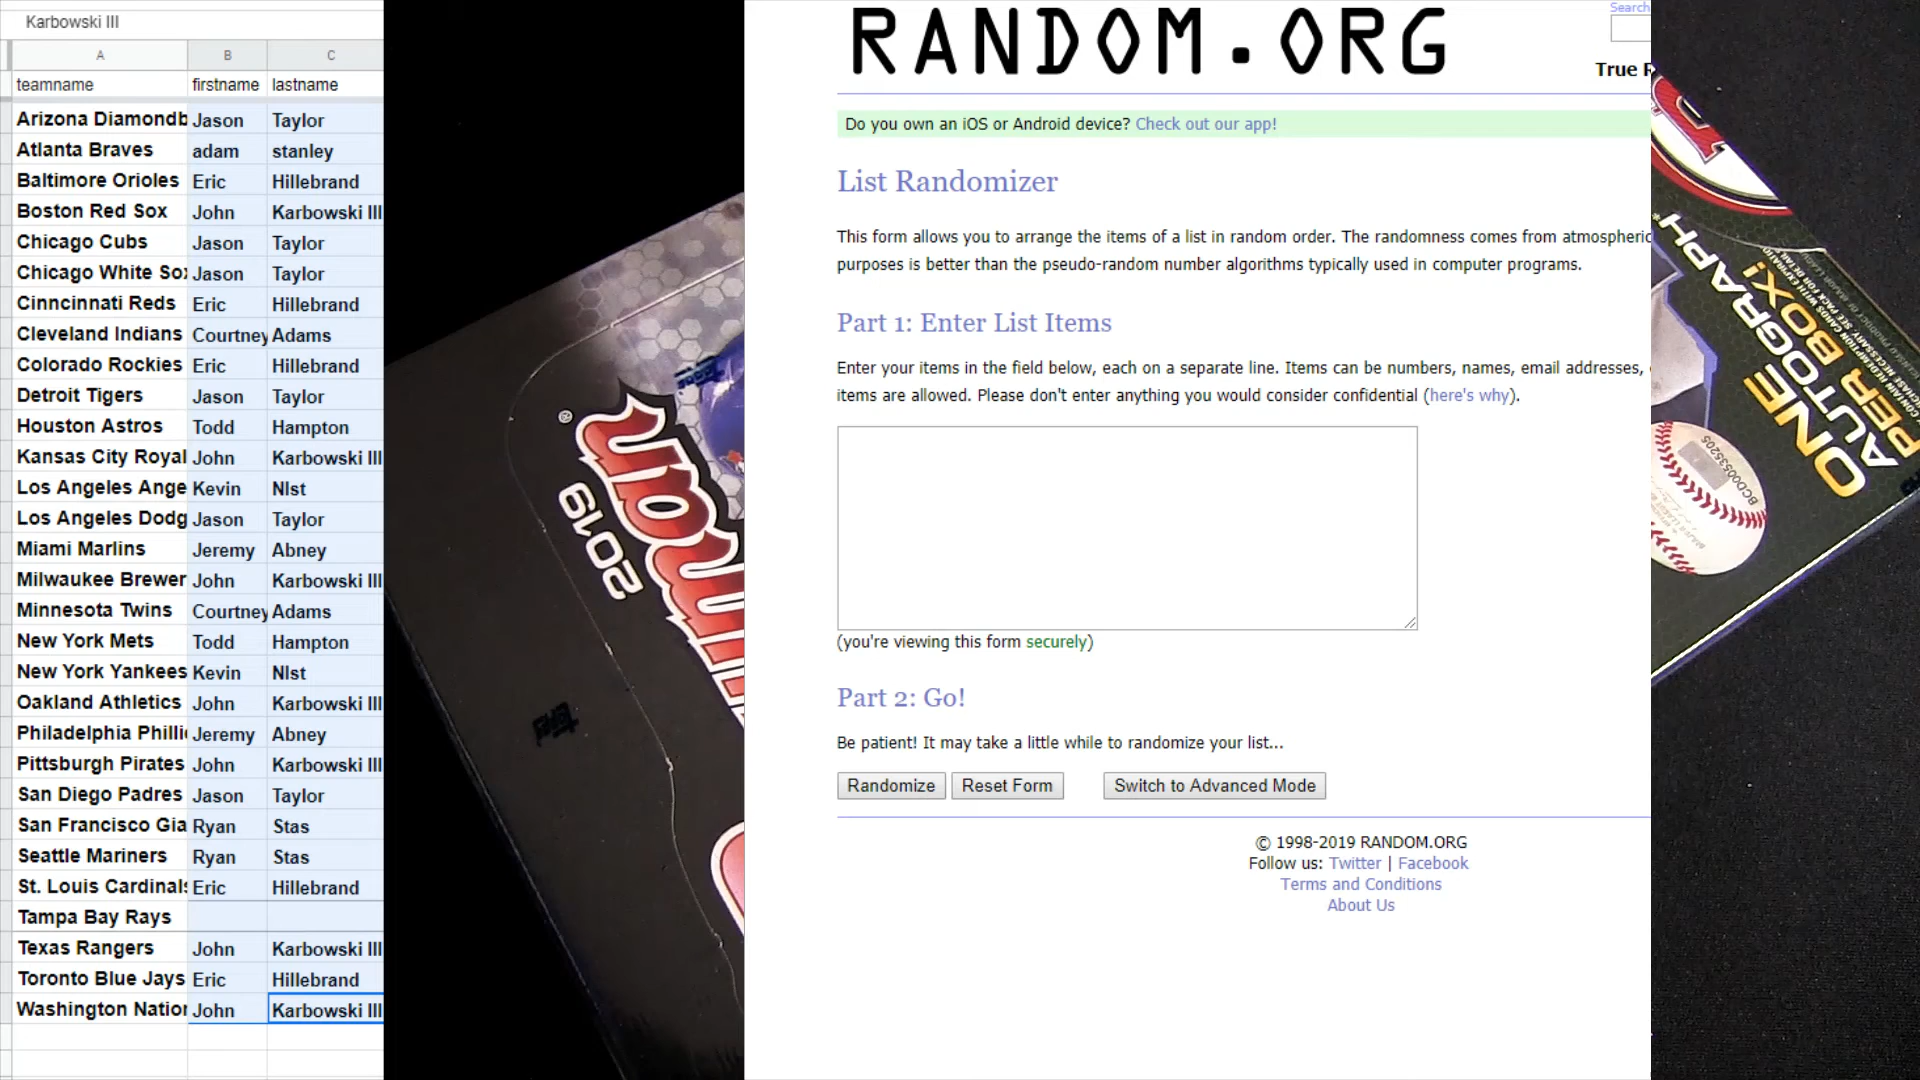 Karbowski III
A B C
teamname firstname lastname
Arizona Diamondb Jason Taylor
Atlanta Braves adam stanley
Baltimore Orioles Eric Hillebrand
Boston Red Sox John Karbowski III
Chicago Cubs Jason Taylor
Chicago White Sox Jason Taylor
Cinncinnati Reds Eric Hillebrand
Cleveland Indians Courtney Adams
Colorado Rockies Eric Hillebrand
Detroit Tigers Jason Taylor
Houston Astros Todd Hampton
Kansas City Royal John Karbowski III
Los Angeles Ange Kevin NIst
Los Angeles Dodg Jason Taylor
Miami Marlins Jeremy Abney
Milwaukee Brewer John Karbowski III
Minnesota Twins Courtney Adams
New York Mets Todd Hampton
New York Yankees Kevin NIst
Oakland Athletics John Karbowski III
Philadelphia Phillie Jeremy Abney
Pittsburgh Pirates John Karbowski III
San Diego Padres Jason Taylor
San Francisco Gia Ryan Stas
Seattle Mariners Ryan Stas
St. Louis Cardinals Eric Hillebrand
Tampa Bay Rays
Texas Rangers John Karbowski III
Toronto Blue Jays Eric Hillebrand
Washington Nation John Karbowski III
2019
RANDOM.ORG
Search
True R
Do you own an iOS or Android device? Check out our app!
List Randomizer
This form allows you to arrange the items of a list in random order. The randomness comes from atmospheric
purposes is better than the pseudo-random number algorithms typically used in computer programs.
Part 1: Enter List Items
Enter your items in the field below, each on a separate line. Items can be numbers, names, email addresses,
items are allowed. Please don't enter anything you would consider confidential (here's why).
(you're viewing this form securely)
Part 2: Go!
Be patient! It may take a little while to randomize your list...
Randomize Reset Form Switch to Advanced Mode
© 1998-2019 RANDOM.ORG
Follow us: Twitter | Facebook
Terms and Conditions
About Us
ONE
AUTOGRAPH
PER BOX!
BCD00535205